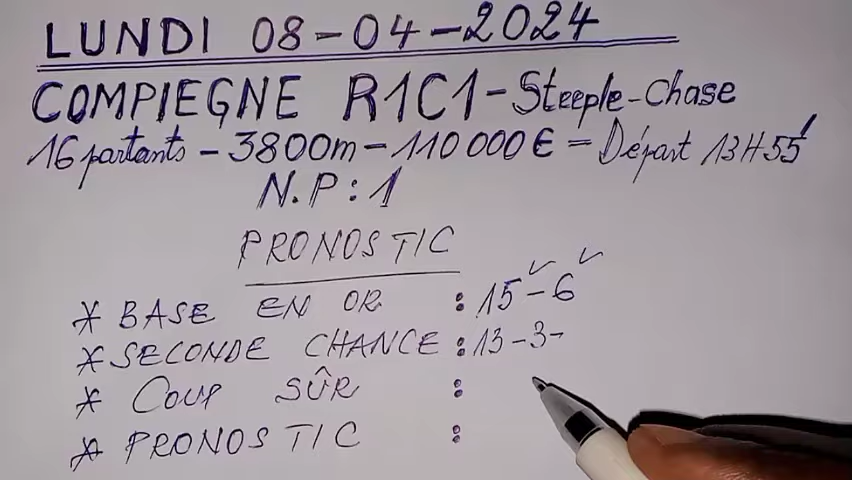 LUNDI 08-04-2024
COMPIEGNE R1C1-Steeple-Chase
16 partants - 3800m - 110 000 € = Départ 13H55'
N.P : 1
PRONOSTIC
* BASE EN OR : 15 - 6
* SECONDE CHANCE : 13 - 3 -
* COUP SÛR :
* PRONOSTIC :